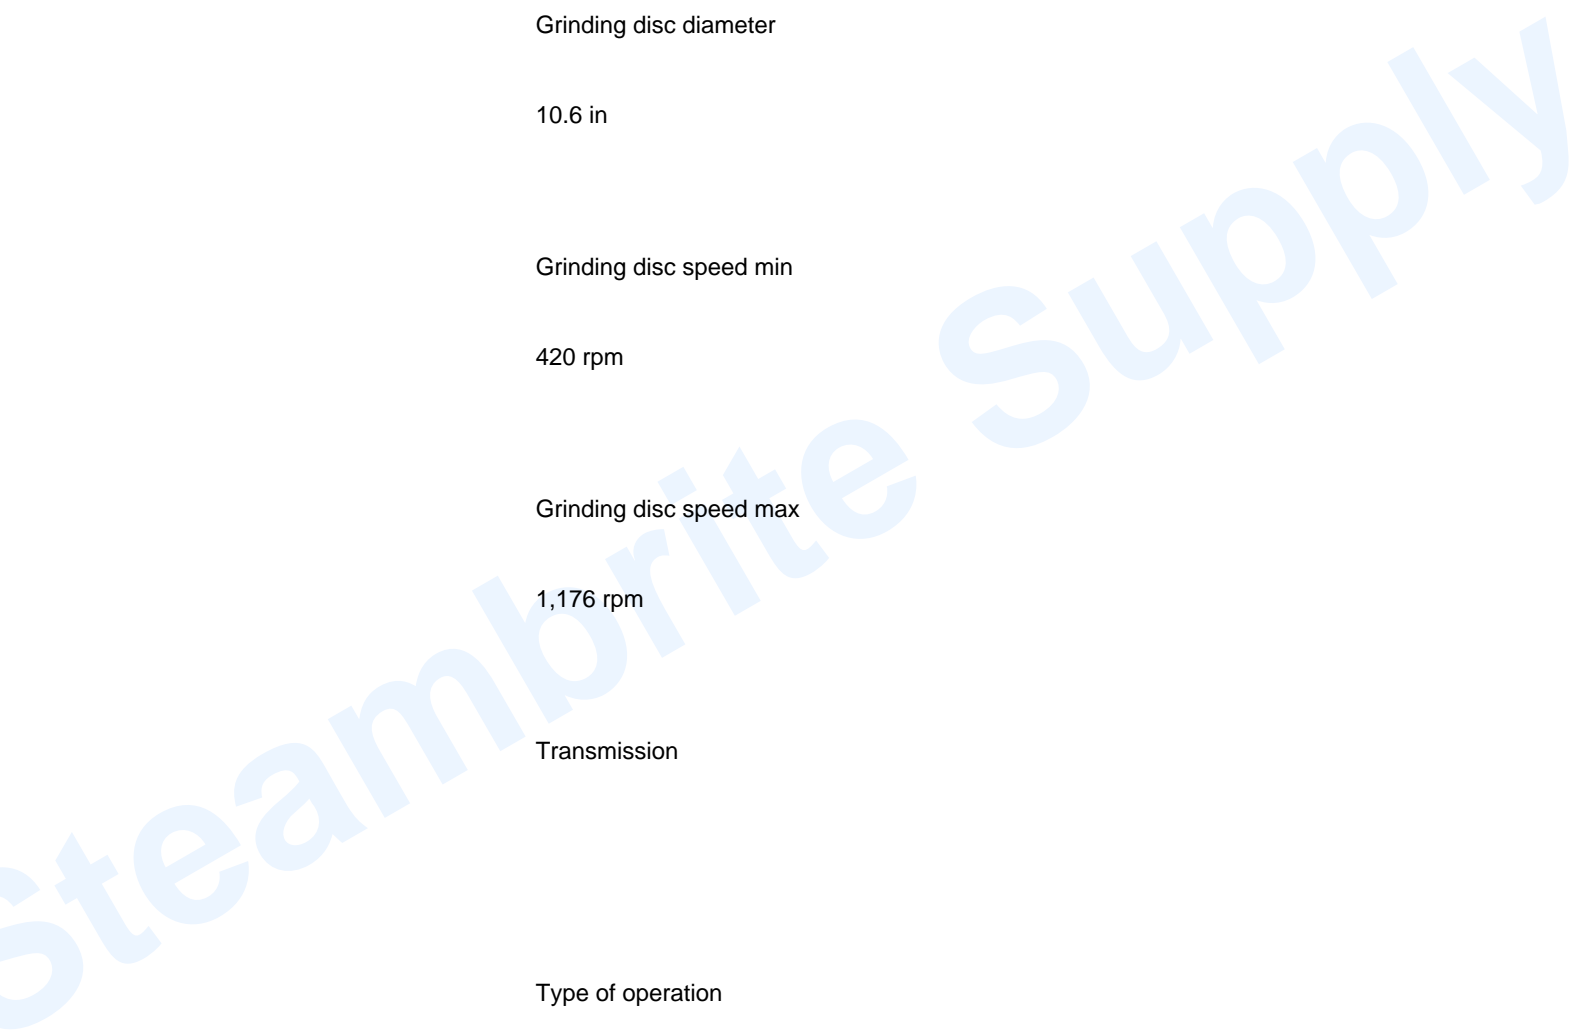 Grinding disc diameter
10.6 in
Grinding disc speed min
420 rpm
Grinding disc speed max
1,176 rpm
Transmission
Type of operation
Steambrite Supply